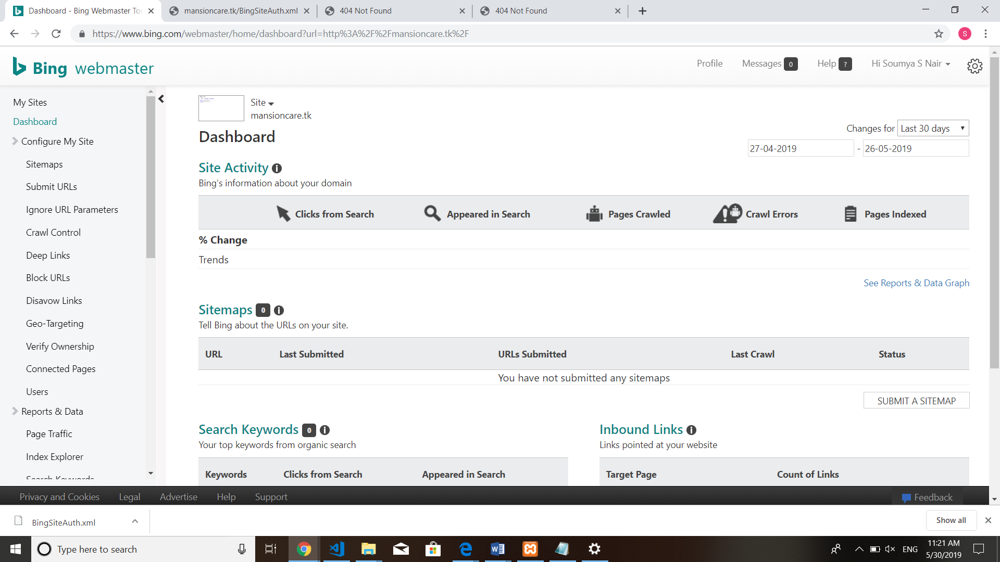 Dashboard - Bing Webmaster Too
mansioncare.tk/BingSiteAuth.xml
404 Not Found
404 Not Found
https://www.bing.com/webmaster/home/dashboard?url=http%3A%2F%2Fmansioncare.tk%2F
S
Bing webmaster
Profile
Messages 0
Help ?
Hi Soumya S Nair
My Sites
Dashboard
Configure My Site
Sitemaps
Submit URLs
Ignore URL Parameters
Crawl Control
Deep Links
Block URLs
Disavow Links
Geo-Targeting
Verify Ownership
Connected Pages
Users
Reports & Data
Page Traffic
Index Explorer
Search Keywords
Site
mansioncare.tk
Dashboard
Changes for Last 30 days
27-04-2019 - 26-05-2019
Site Activity
Bing's information about your domain
Clicks from Search
Appeared in Search
Pages Crawled
Crawl Errors
Pages Indexed
% Change
Trends
See Reports & Data Graph
Sitemaps 0
Tell Bing about the URLs on your site.
URL
Last Submitted
URLs Submitted
Last Crawl
Status
You have not submitted any sitemaps
SUBMIT A SITEMAP
Search Keywords 0
Your top keywords from organic search
Keywords
Clicks from Search
Appeared in Search
Inbound Links
Links pointed at your website
Target Page
Count of Links
Privacy and Cookies
Legal
Advertise
Help
Support
Feedback
BingSiteAuth.xml
Show all
Type here to search
ENG
11:21 AM
5/30/2019